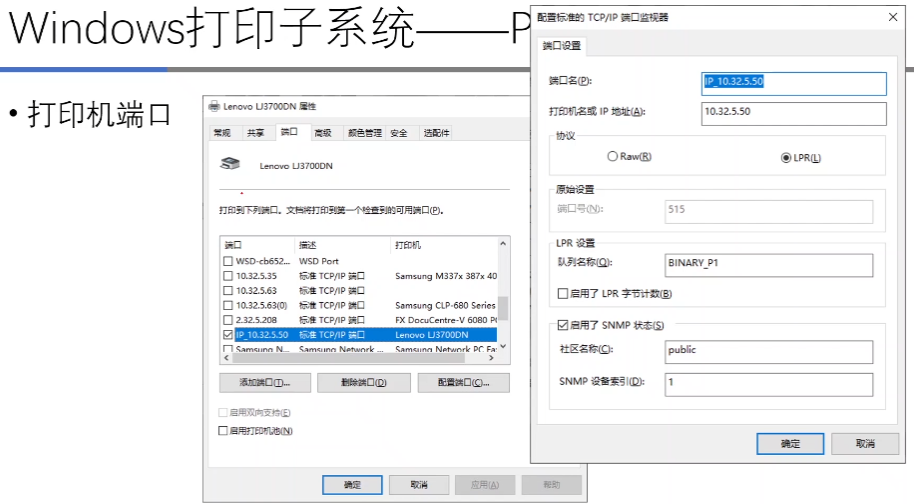 Windows打印子系统——P
• 打印机端口
Lenovo LJ3700DN 属性
常规 共享 端口 高级 颜色管理 安全 选配件
Lenovo LJ3700DN
打印到下列端口。文档将打印到第一个检查到的可用端口(P)。
端口 描述 打印机
WSD-cb652... WSD Port
10.32.5.35 标准 TCP/IP 端口 Samsung M337x 387x 40
10.32.5.63 标准 TCP/IP 端口
10.32.5.63(0) 标准 TCP/IP 端口 Samsung CLP-680 Series
2.32.5.208 标准 TCP/IP 端口 FX DocuCentre-V 6080 PC
IP_10.32.5.50 标准 TCP/IP 端口 Lenovo LJ3700DN
Samsung N... Samsung Network ... Samsung Network PC Fa
添加端口(T)... 删除端口(D) 配置端口(C)...
启用双向支持(E)
启用打印机池(N)
确定 取消 应用(A) 帮助
配置标准的 TCP/IP 端口监视器
端口设置
端口名(P): IP_10.32.5.50
打印机名或 IP 地址(A): 10.32.5.50
协议
Raw(R) LPR(L)
原始设置
端口号(N): 515
LPR 设置
队列名称(Q): BINARY_P1
启用了 LPR 字节计数(B)
启用了 SNMP 状态(S)
社区名称(C): public
SNMP 设备索引(D): 1
确定 取消